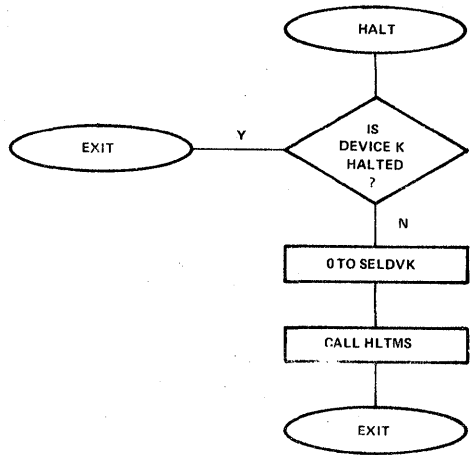 HALT
IS
DEVICE K
HALTED
?
Y
EXIT
N
0 TO SELDVK
CALL HLTMS
EXIT